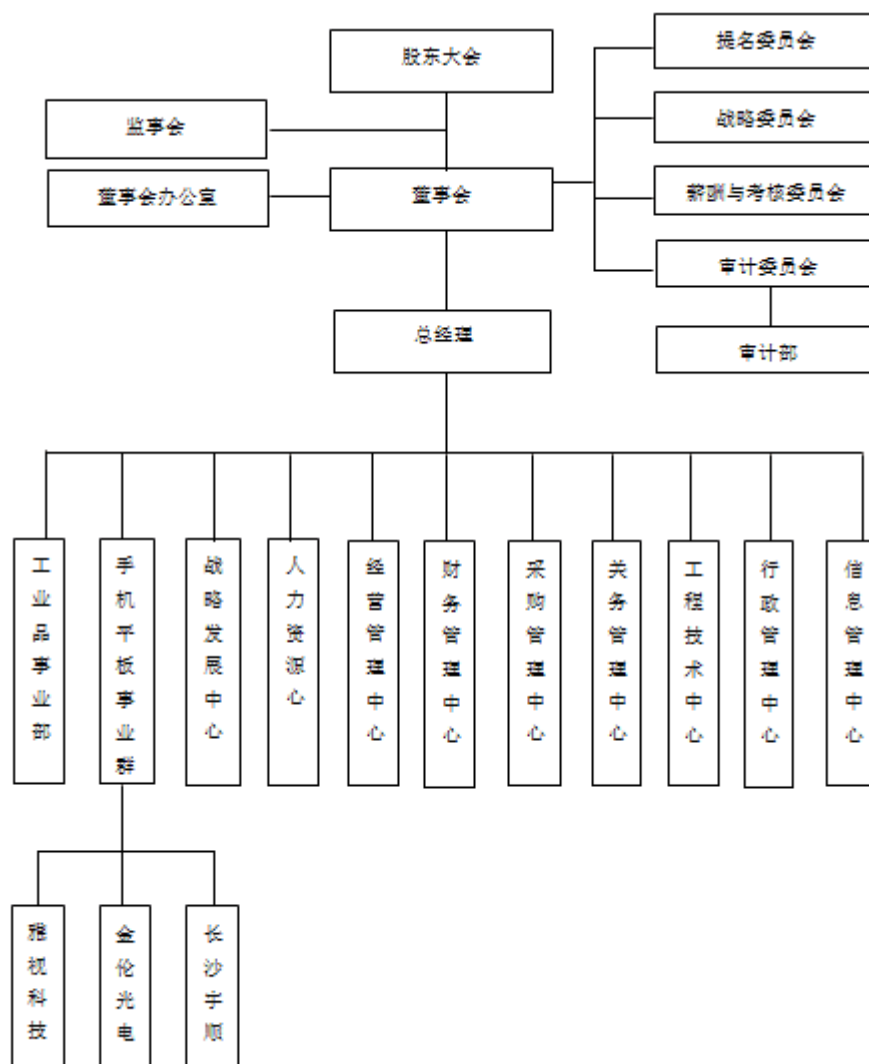 提名委员会
股东大会
战略委员会
监事会
薪酬与考核委员会
董事会办公室
董事会
审计委员会
总经理
审计部
工业品事业部
手机平板事业群
战略发展中心
人力资源心
经营管理中心
财务管理中心
采购管理中心
关务管理中心
工程技术中心
行政管理中心
信息管理中心
雅视科技
金伦光电
长沙宇顺